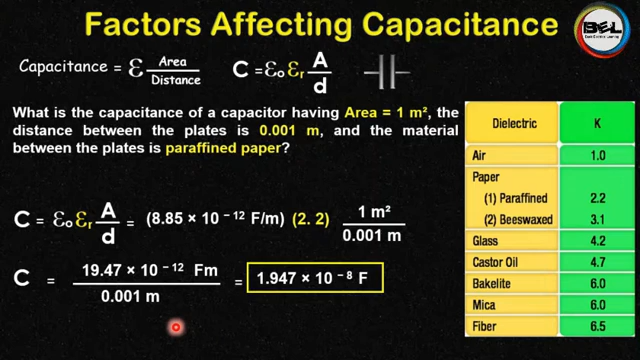 Factors Affecting Capacitance
BEL
Capacitance = ε Area / Distance
C = εo εr A / d
What is the capacitance of a capacitor having Area = 1 m², the
distance between the plates is 0.001 m, and the material
between the plates is paraffined paper?
C = εo εr A / d = (8.85 × 10 ⁻¹² F/m) (2. 2) 1 m² / 0.001 m
C = 19.47 × 10 ⁻¹² Fm / 0.001 m = 1.947 × 10 ⁻⁸ F
Dielectric K
Air 1.0
Paper
(1) Paraffined 2.2
(2) Beeswaxed 3.1
Glass 4.2
Castor Oil 4.7
Bakelite 6.0
Mica 6.0
Fiber 6.5